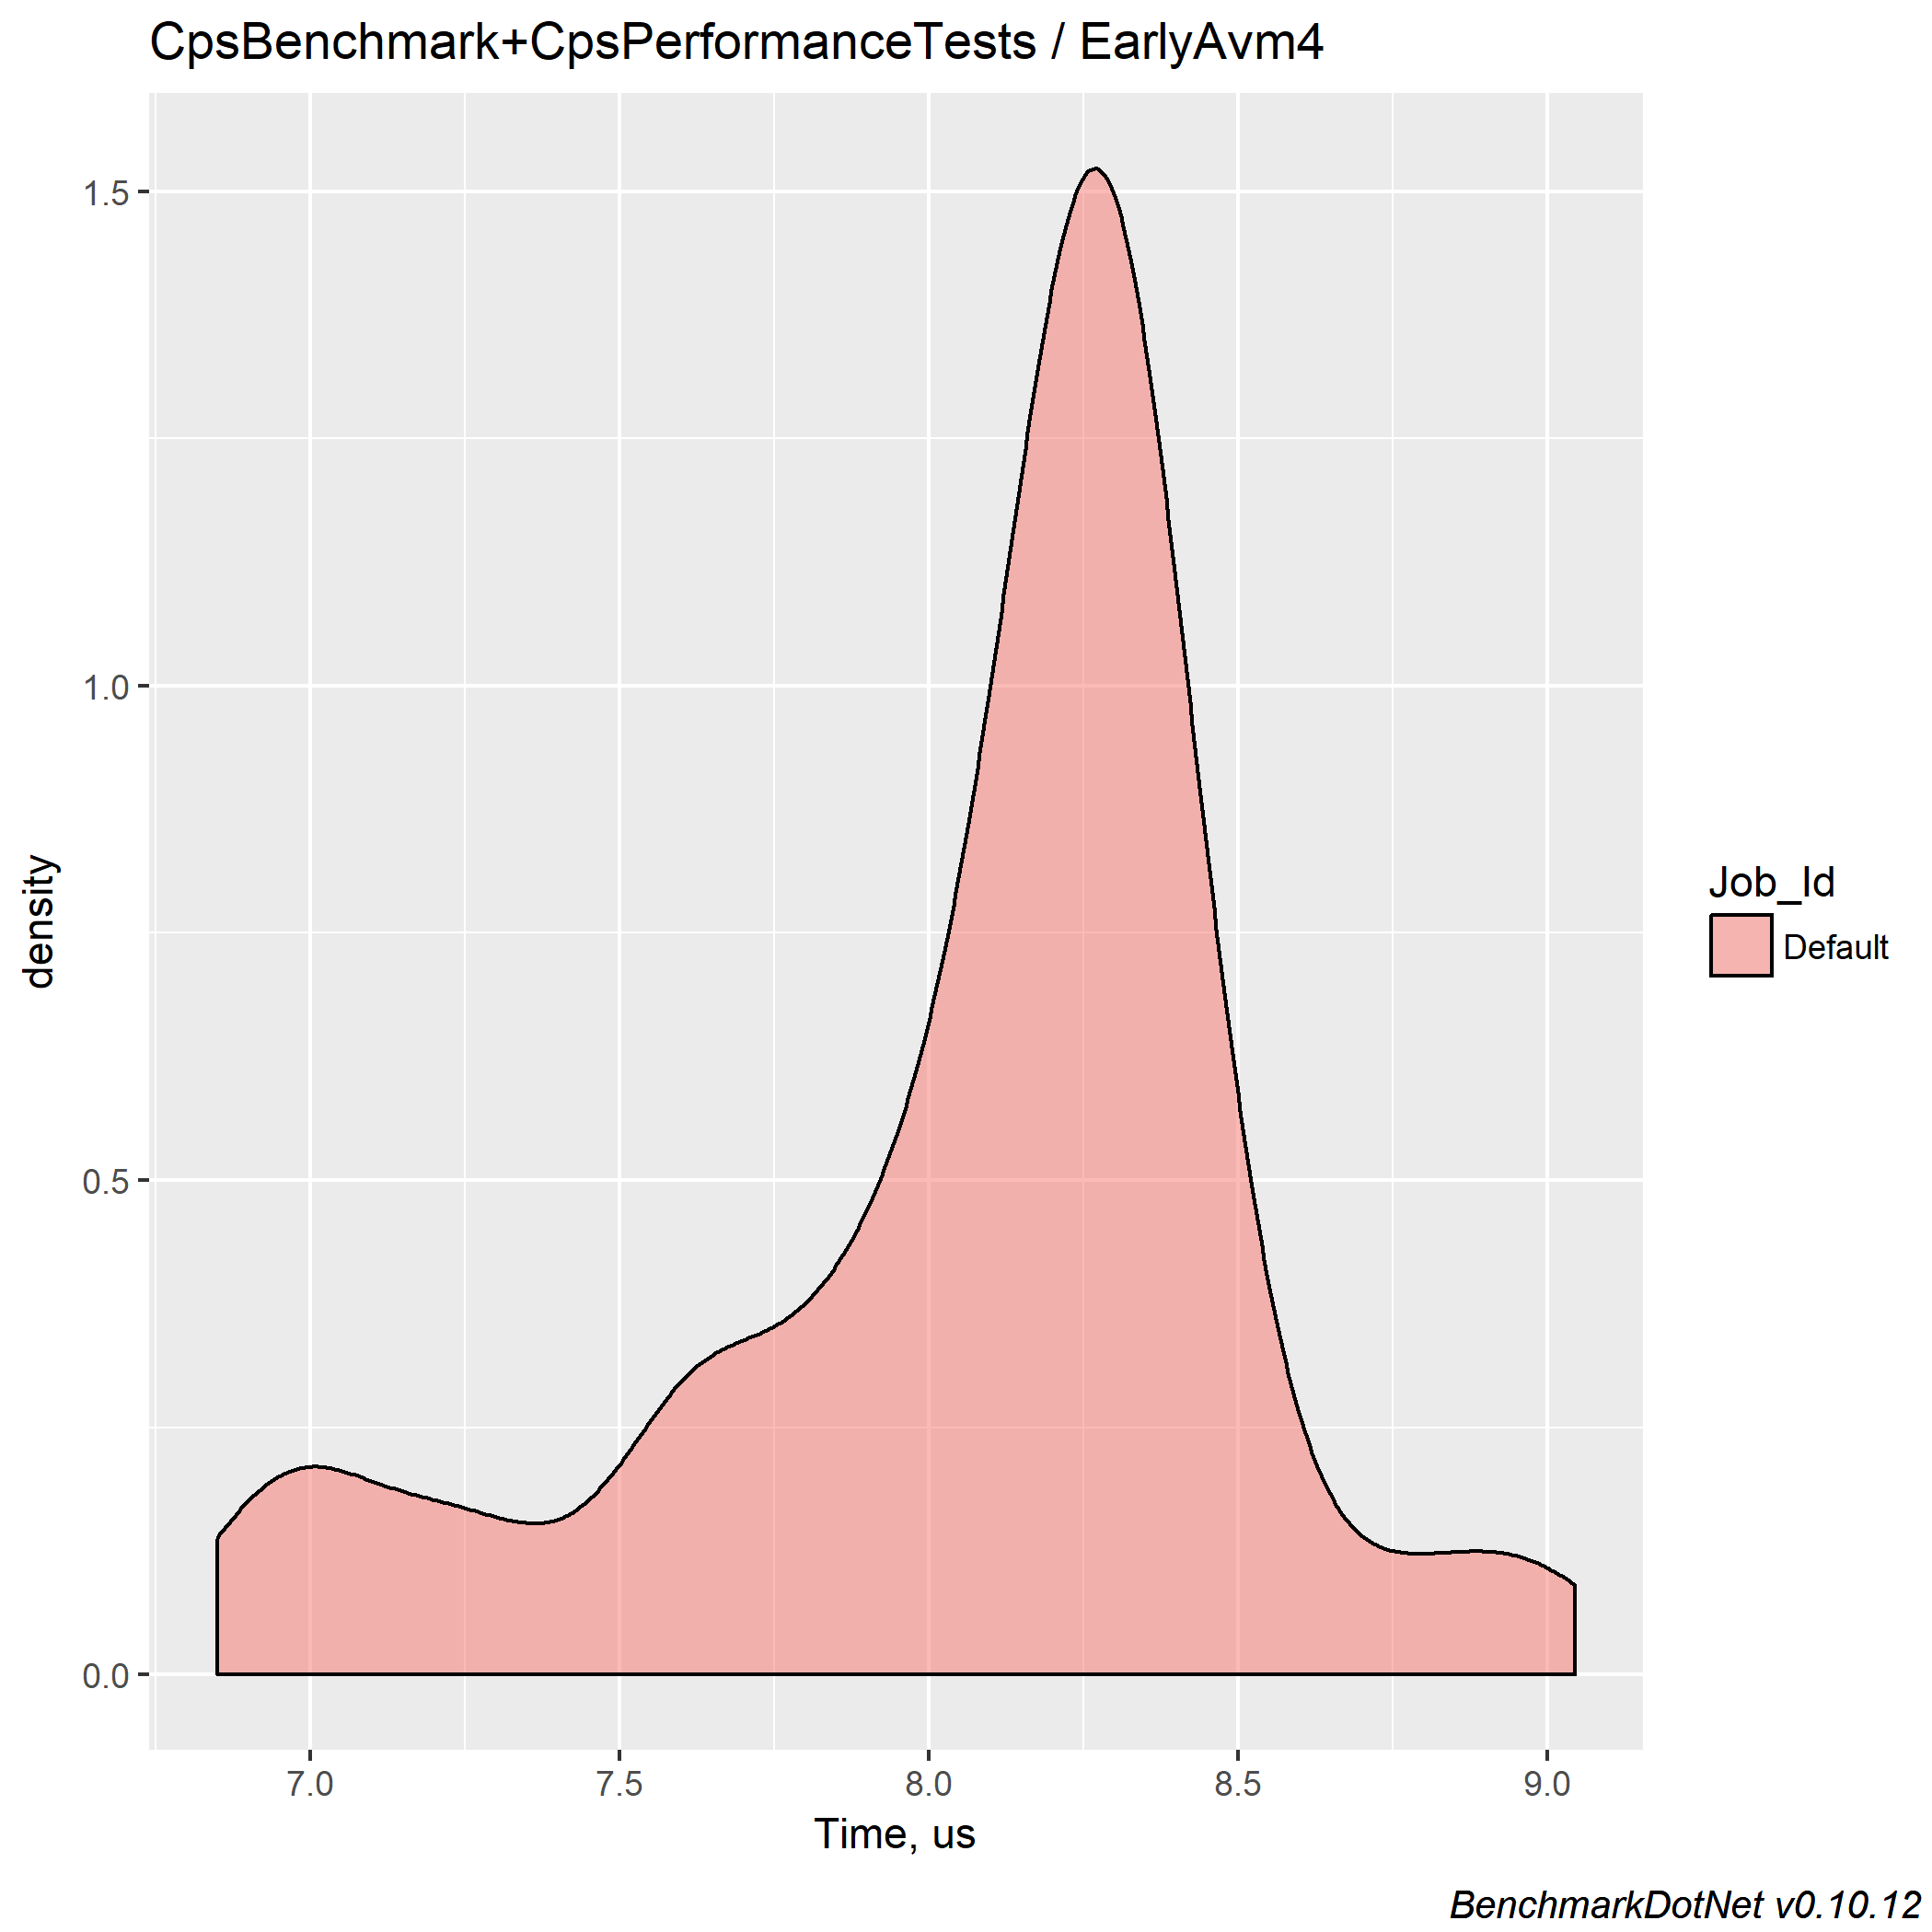 CpsBenchmark+CpsPerformanceTests / EarlyAvm4
1.5
1.0
0.5
0.0
density
7.0 7.5 8.0 8.5 9.0
Time, us
Job_Id
Default
BenchmarkDotNet v0.10.12